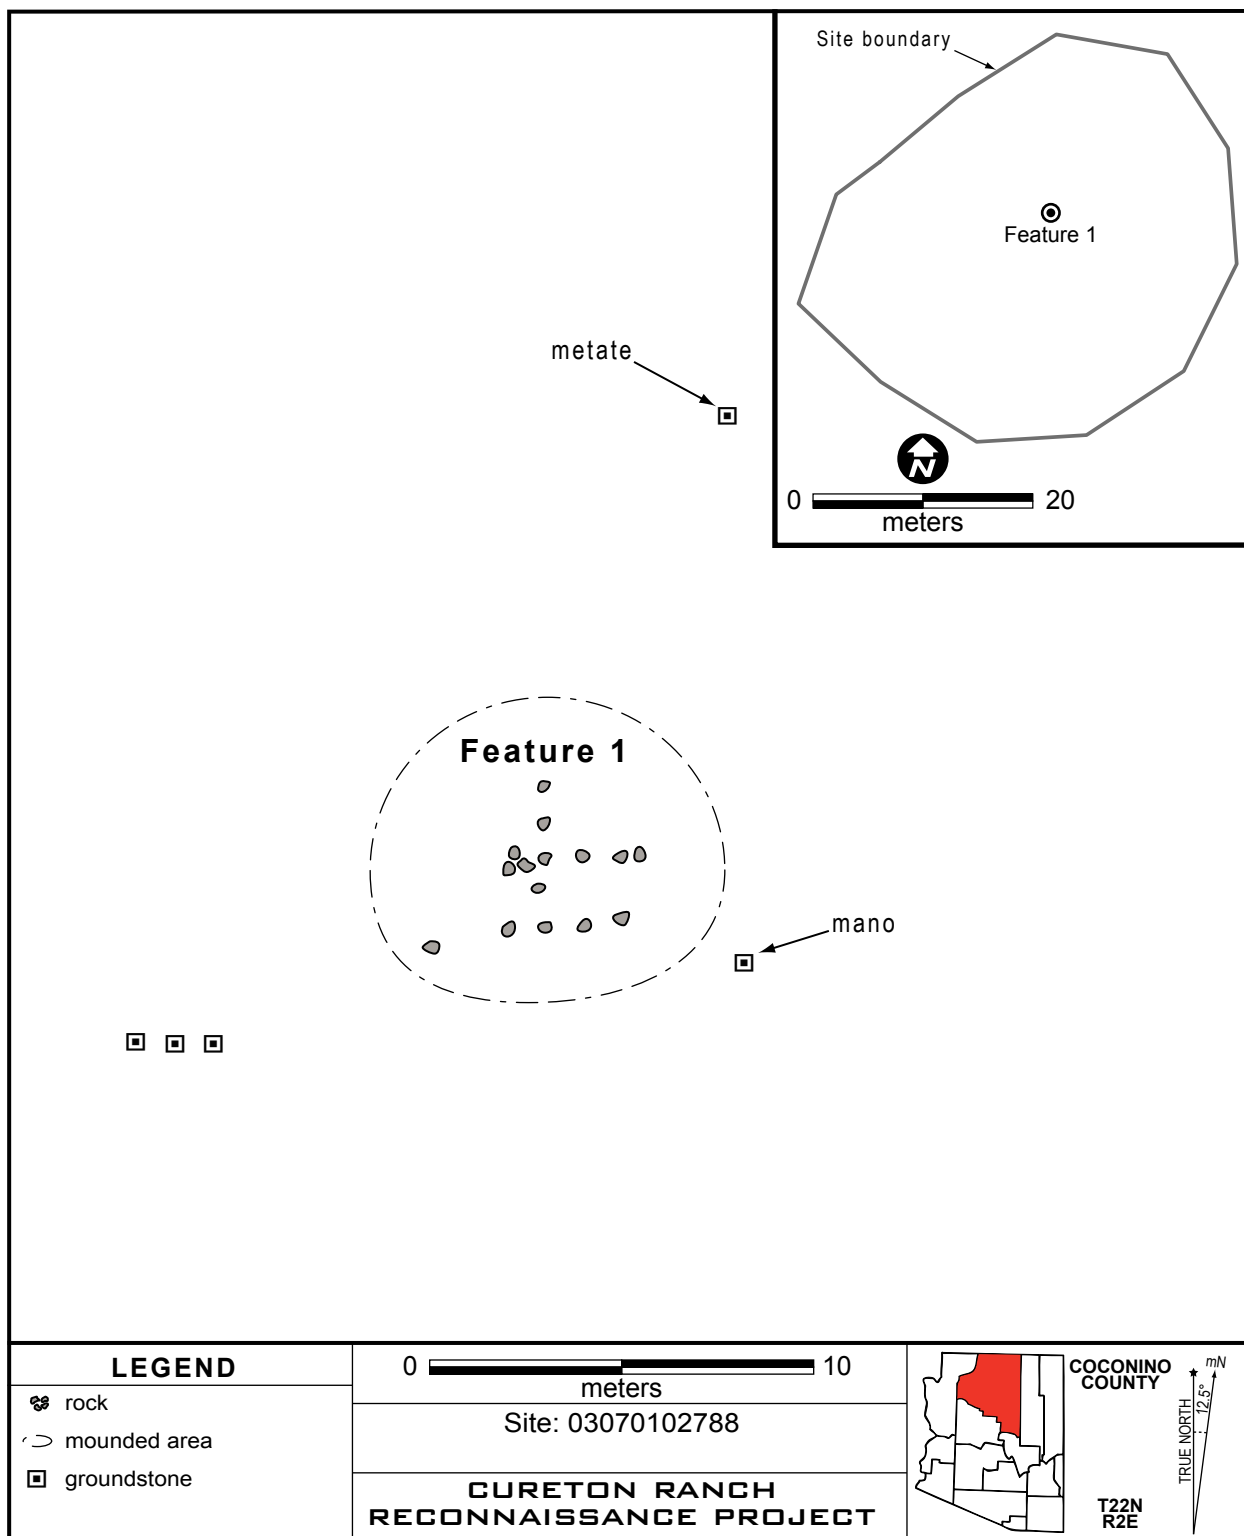 Site boundary
Feature 1
N
0 20
meters
metate
Feature 1
mano
LEGEND
rock
mounded area
groundstone
0 10
meters
Site: 03070102788
CURETON RANCH
RECONNAISSANCE PROJECT
COCONINO
COUNTY
T22N
R2E
mN
12.5°
TRUE NORTH